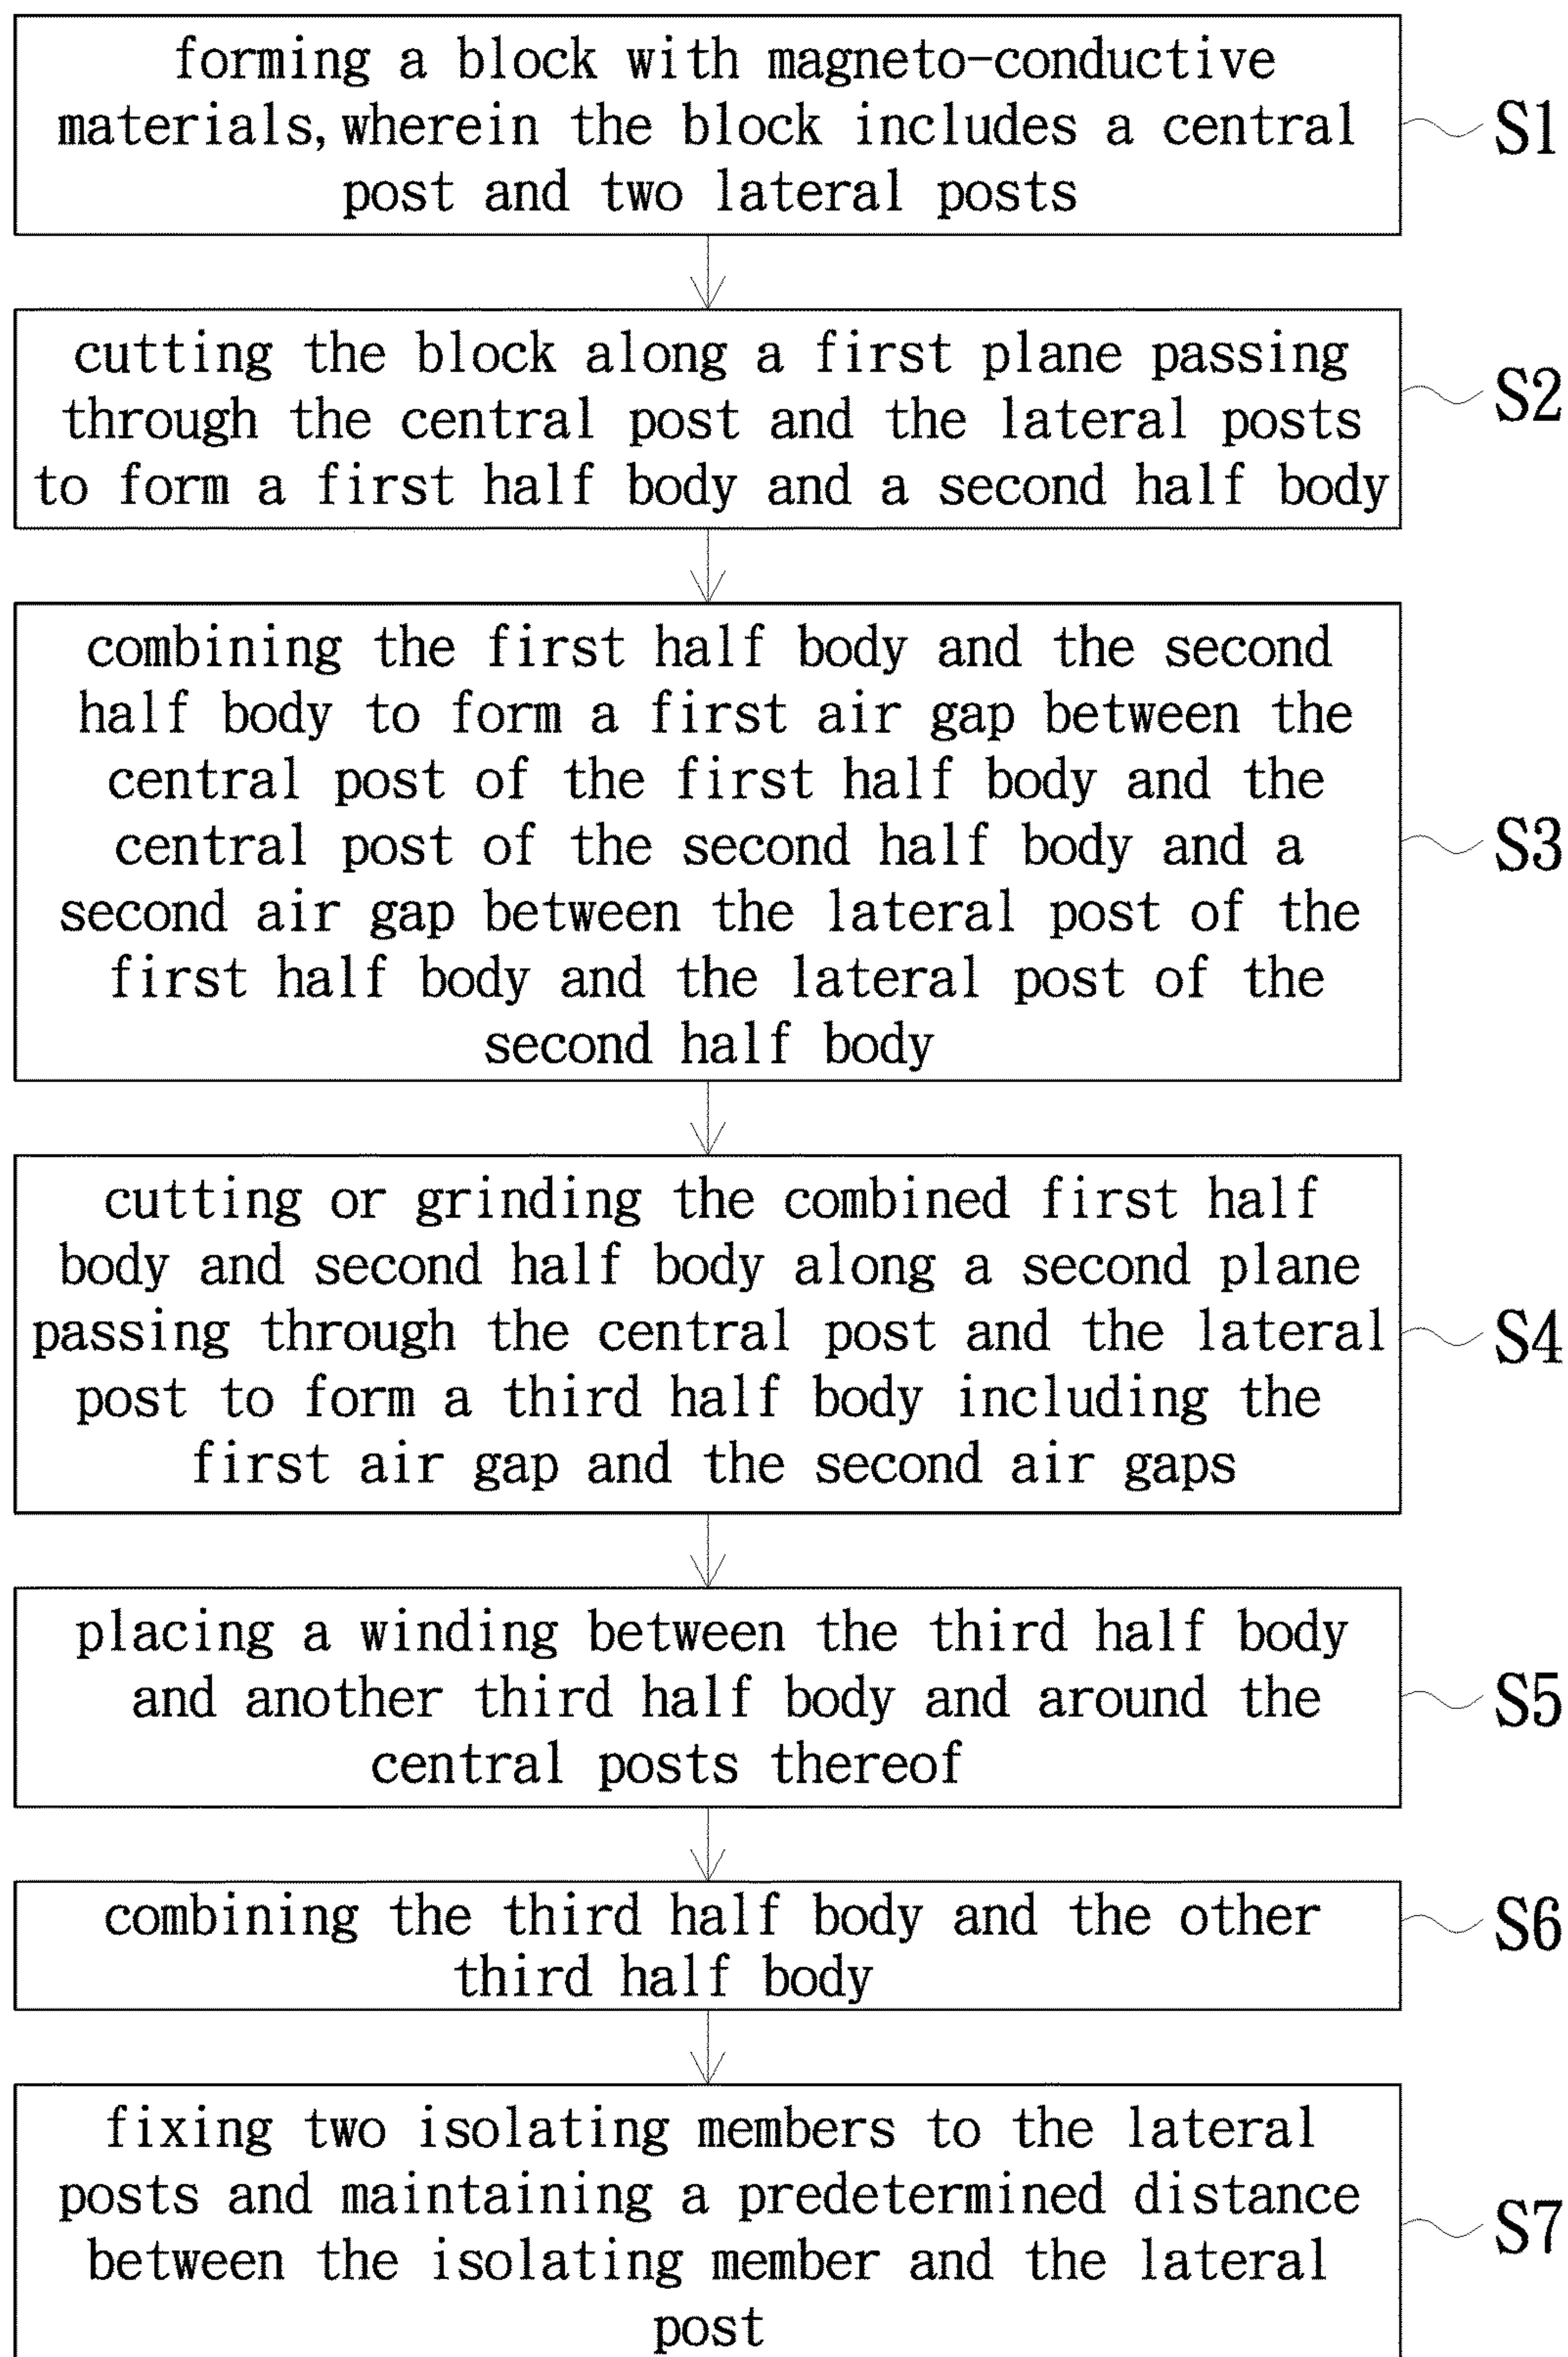 forming a block with magneto-conductive
materials, wherein the block includes a central
post and two lateral posts
S1
cutting the block along a first plane passing
through the central post and the lateral posts
to form a first half body and a second half body
S2
combining the first half body and the second
half body to form a first air gap between the
central post of the first half body and the
central post of the second half body and a
second air gap between the lateral post of the
first half body and the lateral post of the
second half body
S3
cutting or grinding the combined first half
body and second half body along a second plane
passing through the central post and the lateral
post to form a third half body including the
first air gap and the second air gaps
S4
placing a winding between the third half body
and another third half body and around the
central posts thereof
S5
combining the third half body and the other
third half body
S6
fixing two isolating members to the lateral
posts and maintaining a predetermined distance
between the isolating member and the lateral
post
S7